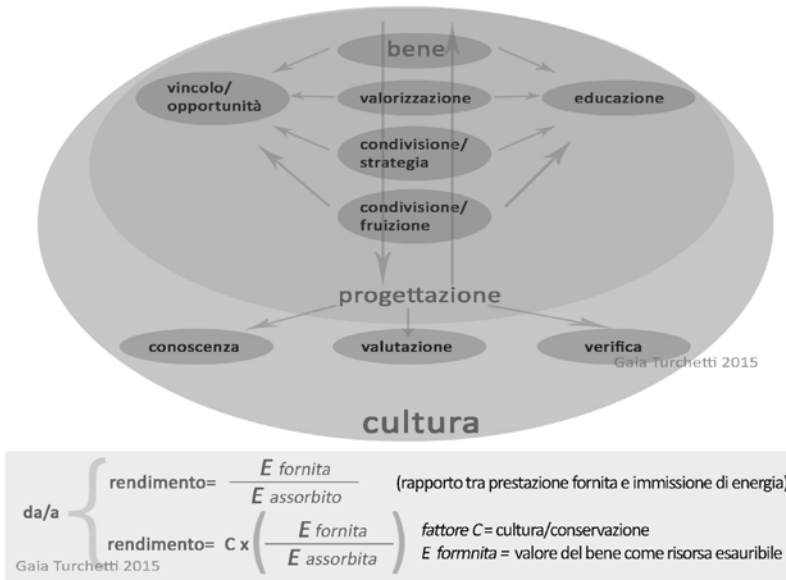 bene
vincolo/
opportunità
valorizzazione
educazione
condivisione/
strategia
condivisione/
fruizione
progettazione
conoscenza
valutazione
verifica
Gaia Turchetti 2015
cultura
da/a
rendimento= E fornita
E assorbito
(rapporto tra prestazione fornita e immissione di energia)
rendimento= C x ( E fornita
E assorbita )
fattore C = cultura/conservazione
E formnita = valore del bene come risorsa esauribile
Gaia Turchetti 2015